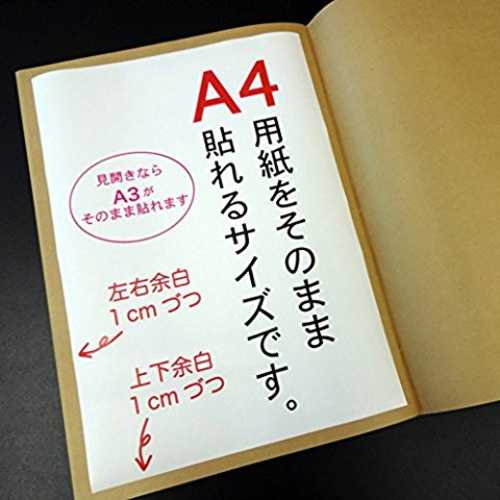 A4用紙をそのまま
貼れるサイズです。
見開きなら
A3が
そのまま貼れます
左右余白
1cmづつ
上下余白
1cmづつ